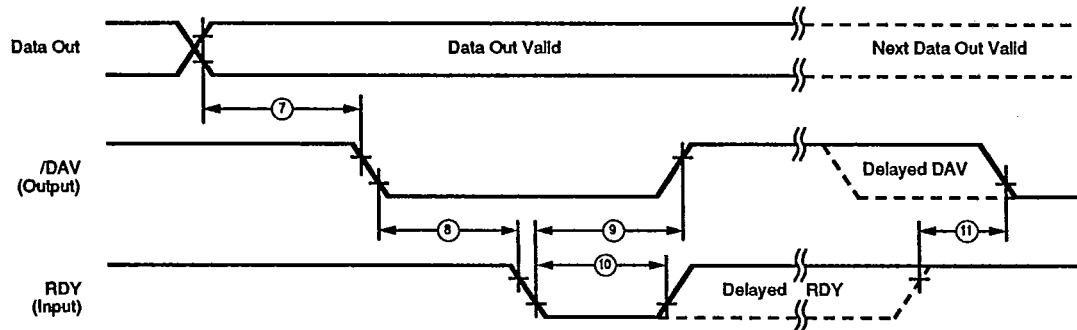 Data Out
Data Out Valid
Next Data Out Valid
7
/DAV
(Output)
Delayed DAV
8
9
11
10
RDY
(Input)
Delayed RDY